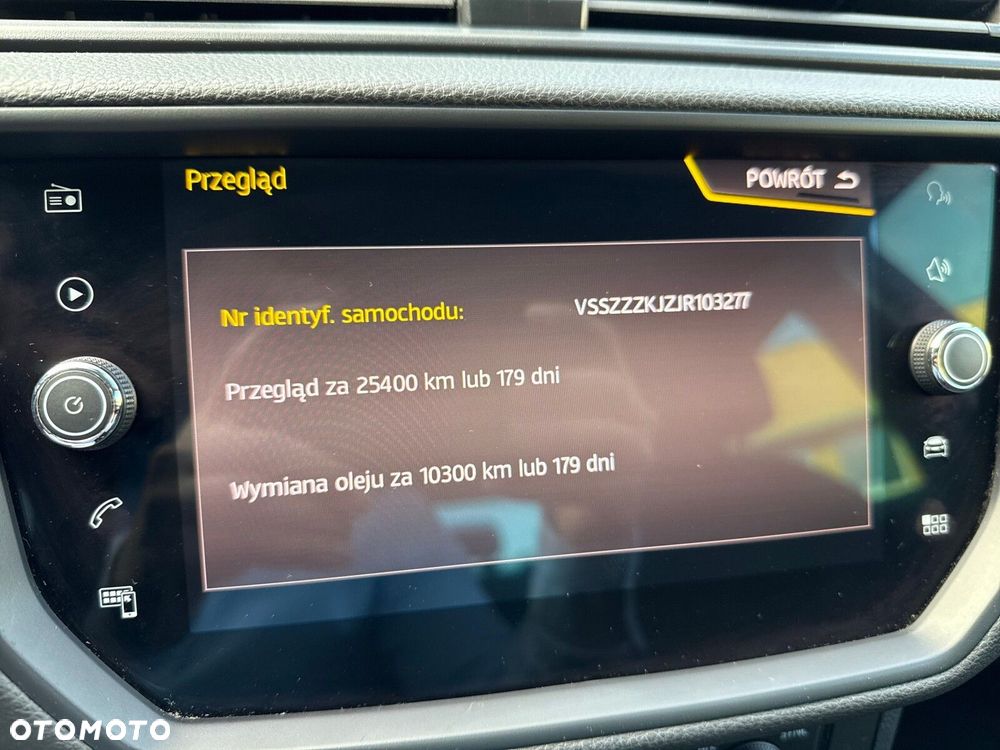 Przegląd
POWRÓT
Nr identyf. samochodu: VSSZZZKJZJR103277
Przegląd za 25400 km lub 179 dni
Wymiana oleju za 10300 km lub 179 dni
OTOMOTO